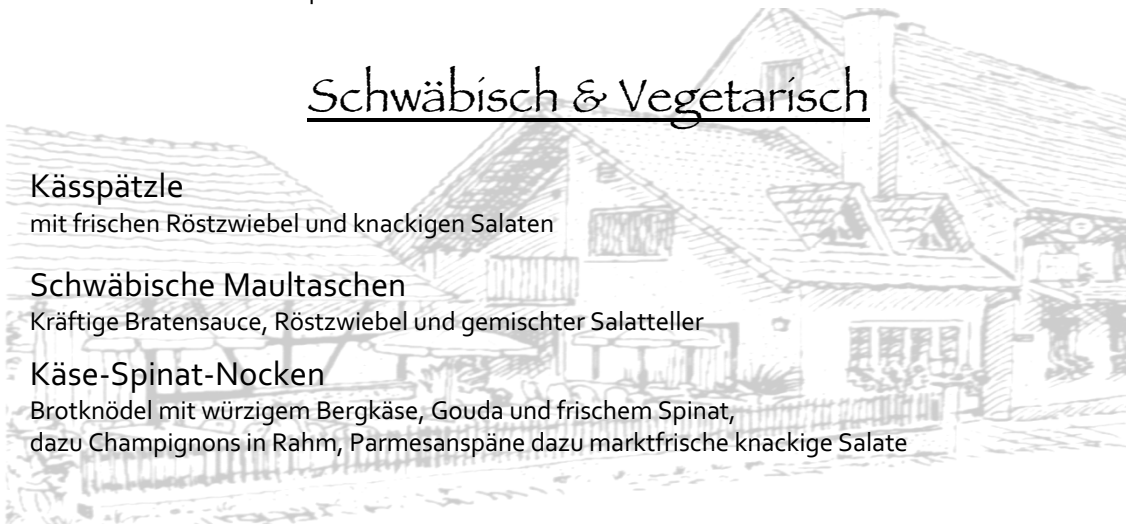 Schwäbisch & Vegetarisch
Kässpätzle
mit frischen Röstzwiebel und knackigen Salaten
Schwäbische Maultaschen
Kräftige Bratensauce, Röstzwiebel und gemischter Salatteller
Käse-Spinat-Nocken
Brotknödel mit würzigem Bergkäse, Gouda und frischem Spinat,
dazu Champignons in Rahm, Parmesanspäne dazu marktfrische knackige Salate